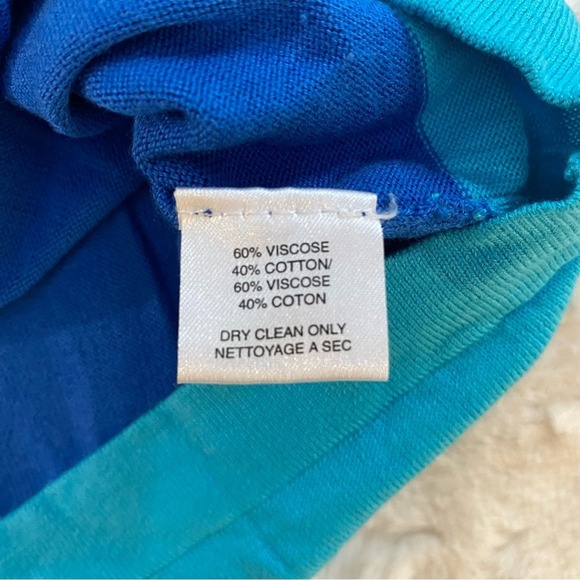 60% VISCOSE
40% COTTON/
60% VISCOSE
40% COTON
DRY CLEAN ONLY
NETTOYAGE A SEC